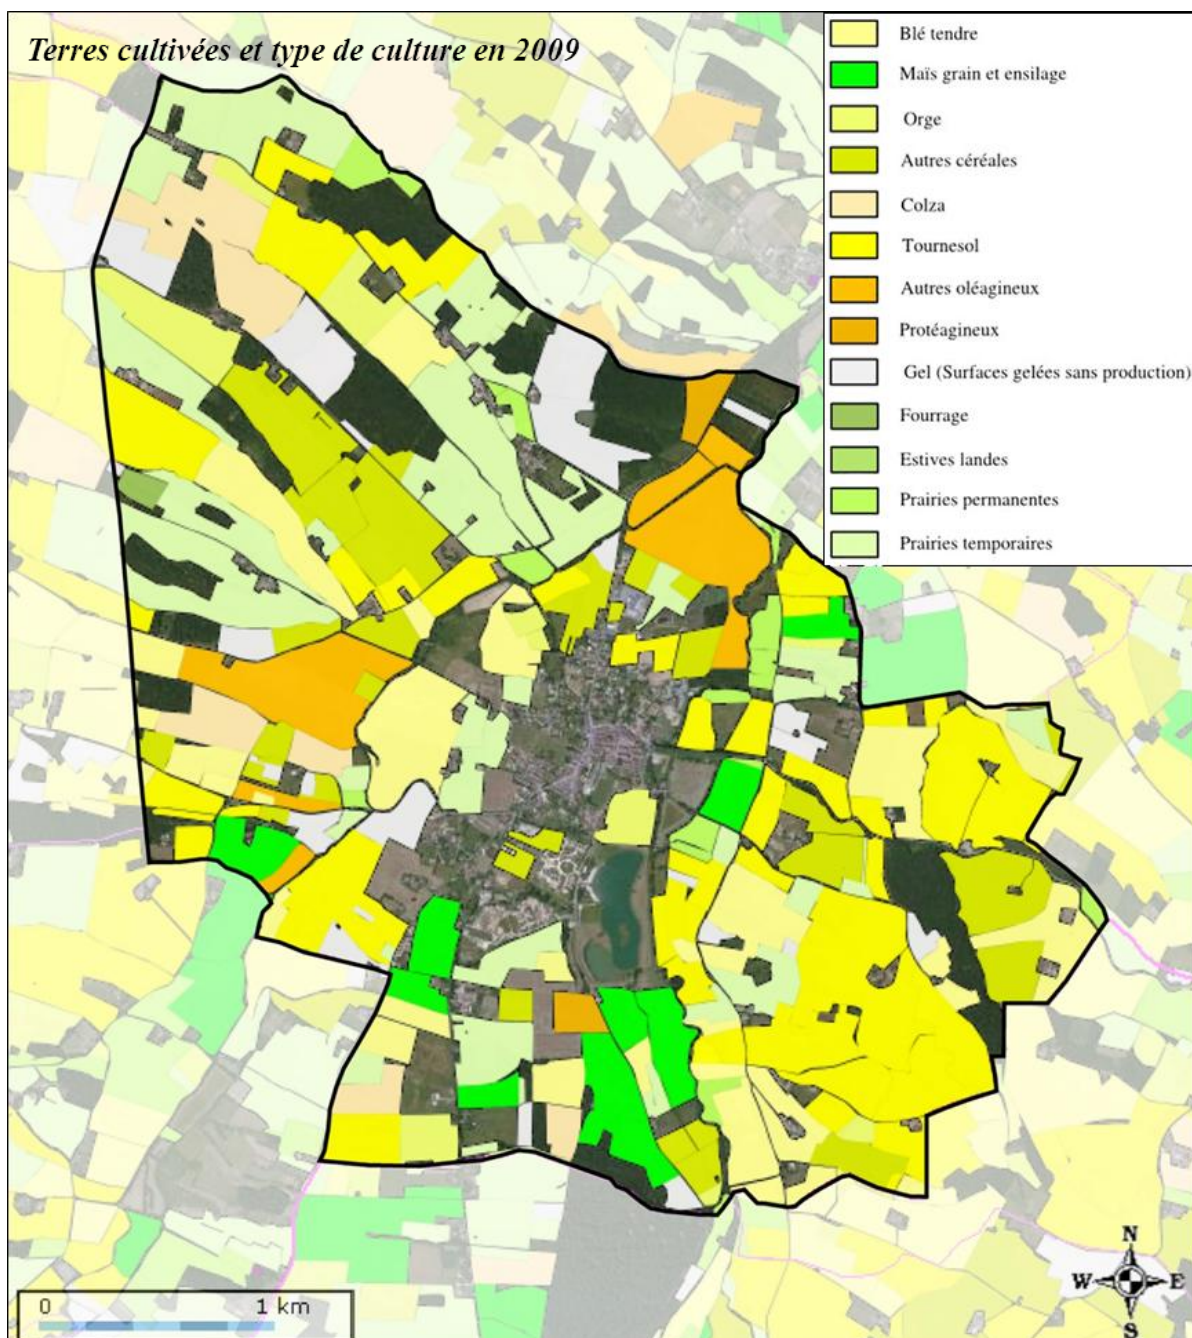 Terres cultivées et type de culture en 2009
Blé tendre
Maïs grain et ensilage
Orge
Autres céréales
Colza
Tournesol
Autres oléagineux
Protéagineux
Gel (Surfaces gelées sans production)
Fourrage
Estives landes
Prairies permanentes
Prairies temporaires
N
W E
S
0 1 km